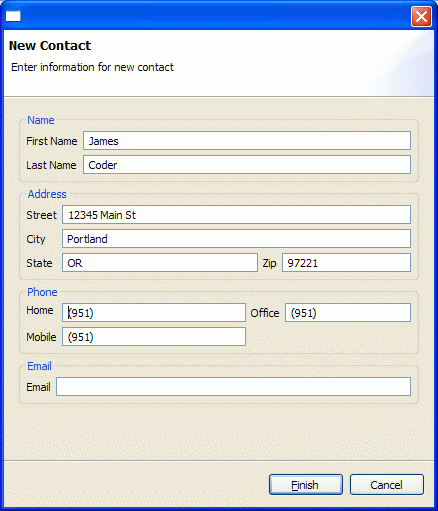 New Contact
Enter information for new contact
Name
First Name James
Last Name Coder
Address
Street 12345 Main St
City Portland
State OR Zip 97221
Phone
Home (951) Office (951)
Mobile (951)
Email
Email
Finish Cancel